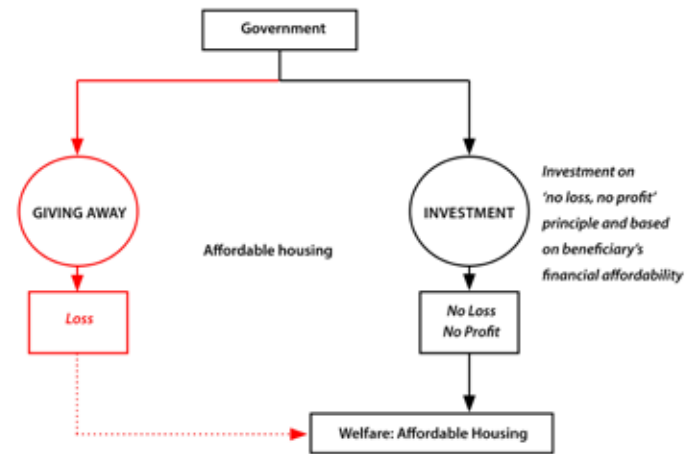 Government
GIVING AWAY
INVESTMENT
Investment on
'no loss, no profit'
principle and based
on beneficiary's
financial affordability
Affordable housing
Loss
No Loss
No Profit
Welfare: Affordable Housing